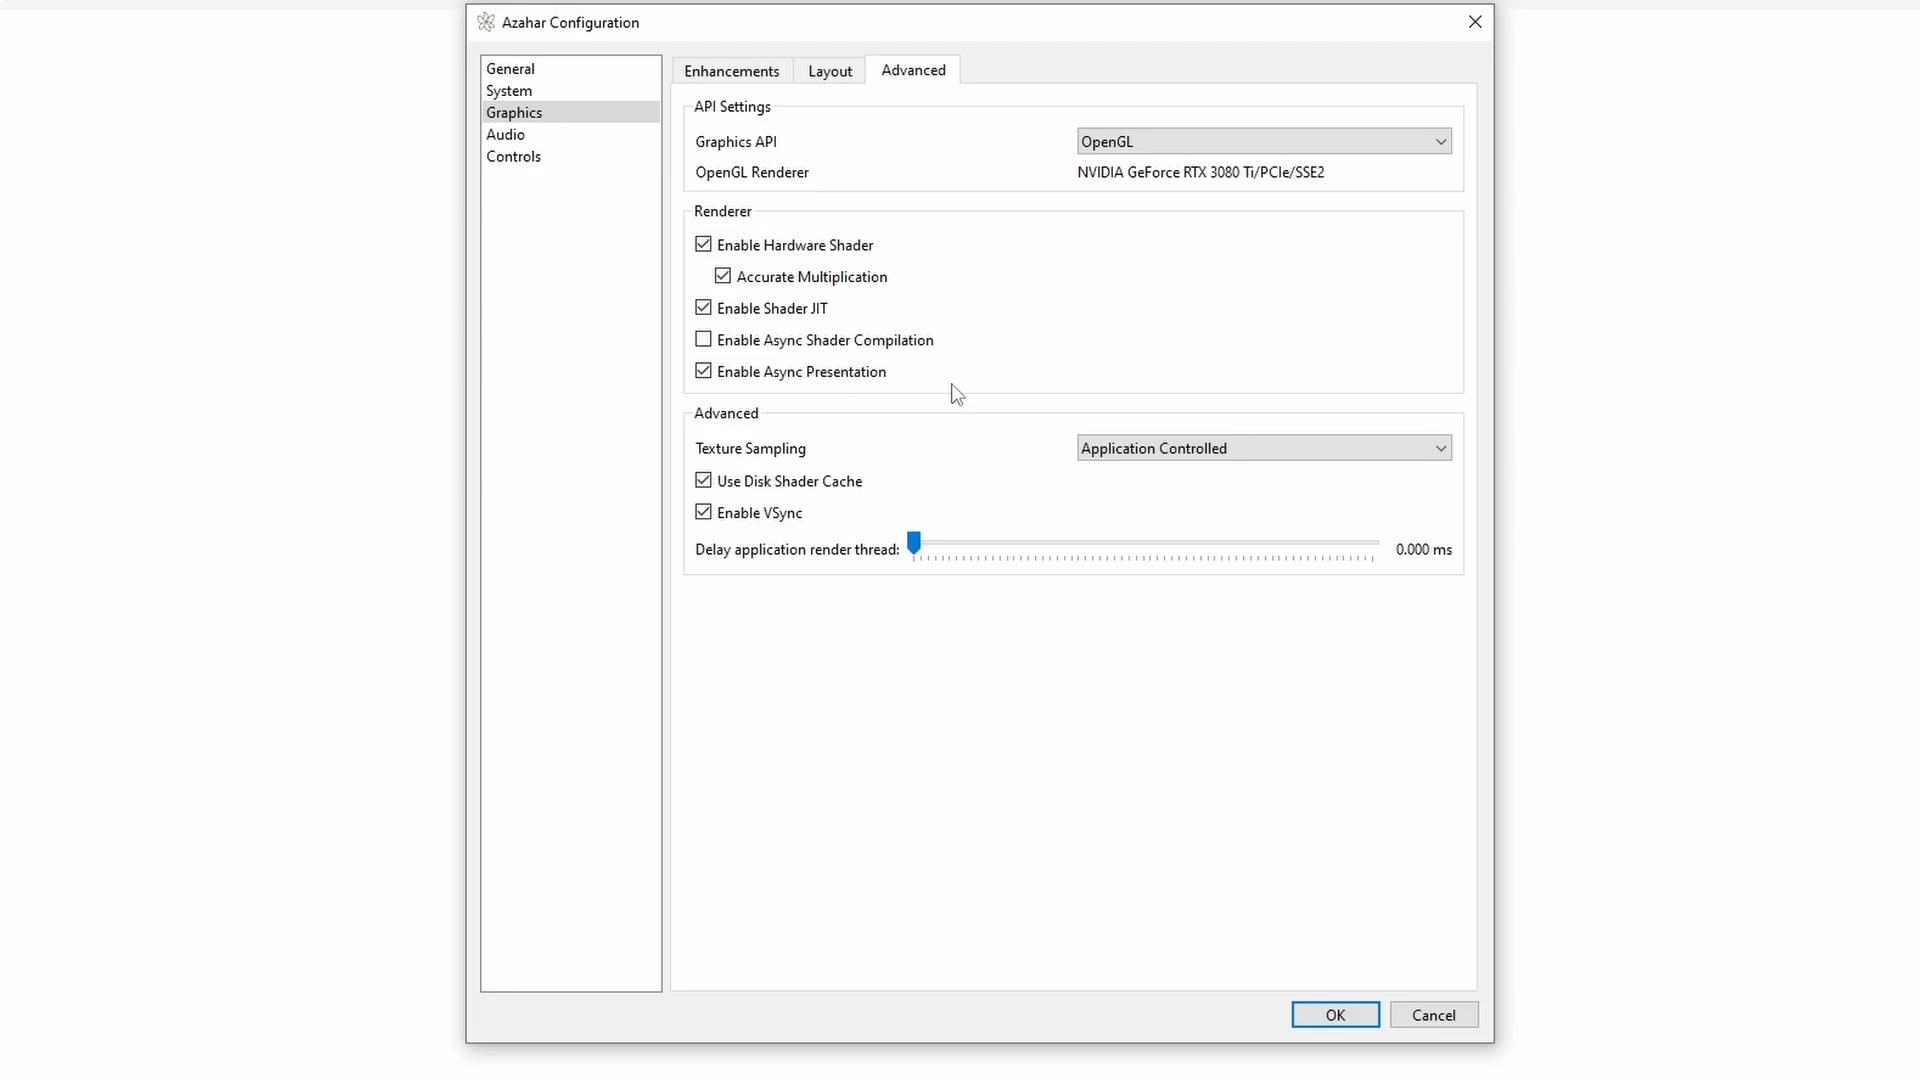 Azahar Configuration
General
System
Graphics
Audio
Controls
Enhancements
Layout
Advanced
API Settings
Graphics API
OpenGL
OpenGL Renderer
NVIDIA GeForce RTX 3080 Ti/PCIe/SSE2
Renderer
Enable Hardware Shader
Accurate Multiplication
Enable Shader JIT
Enable Async Shader Compilation
Enable Async Presentation
Advanced
Texture Sampling
Application Controlled
Use Disk Shader Cache
Enable VSync
Delay application render thread:
0.000 ms
OK
Cancel